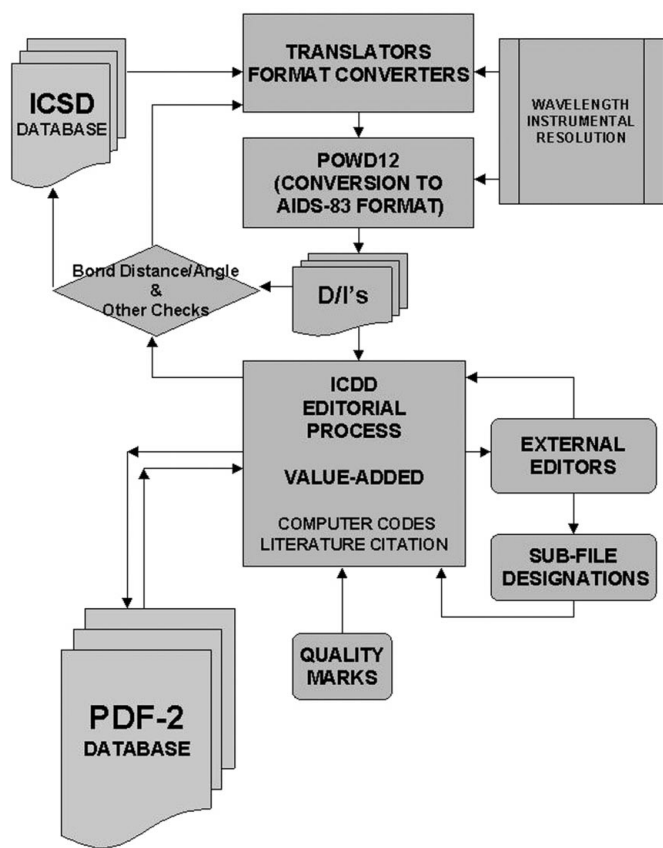 TRANSLATORS
FORMAT CONVERTERS
ICSD
DATABASE
WAVELENGTH
INSTRUMENTAL
RESOLUTION
POWD12
(CONVERSION TO
AIDS-83 FORMAT)
Bond Distance/Angle
&
Other Checks
D/I's
ICDD
EDITORIAL
PROCESS
VALUE-ADDED
COMPUTER CODES
LITERATURE CITATION
EXTERNAL
EDITORS
SUB-FILE
DESIGNATIONS
QUALITY
MARKS
PDF-2
DATABASE